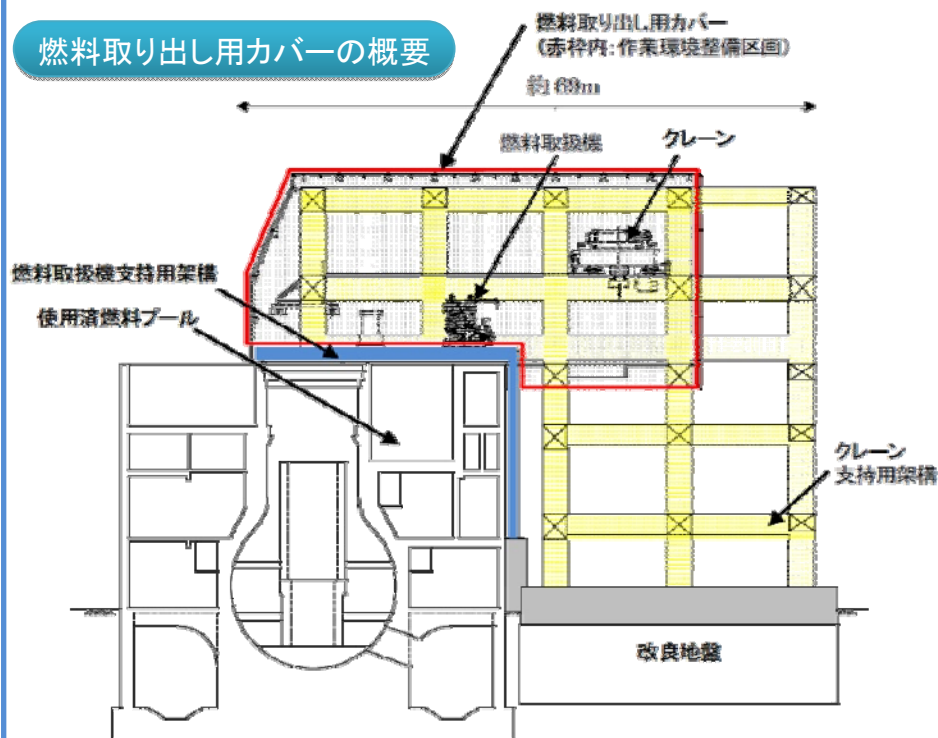 燃料取り出し用カバーの概要
燃料取り出し用カバー
(赤枠内:作業環境整備区画)
約 69m
燃料取扱機
クレーン
燃料取扱機支持用架構
使用済燃料プール
クレーン
支持用架構
改良地盤